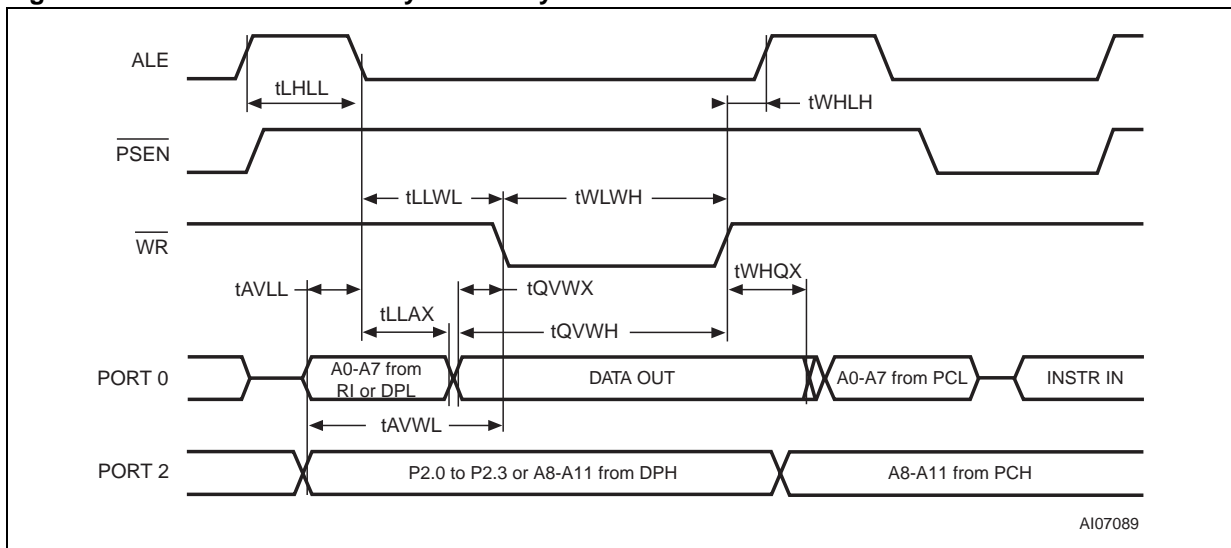 ALE
tLHLL
tWHLH
PSEN
tLLWL
tWLWH
WR
tWHQX
tAVLL
tQVWX
tLLAX
tQVWH
PORT 0
A0-A7 from
RI or DPL
DATA OUT
A0-A7 from PCL
INSTR IN
tAVWL
PORT 2
P2.0 to P2.3 or A8-A11 from DPH
A8-A11 from PCH
AI07089